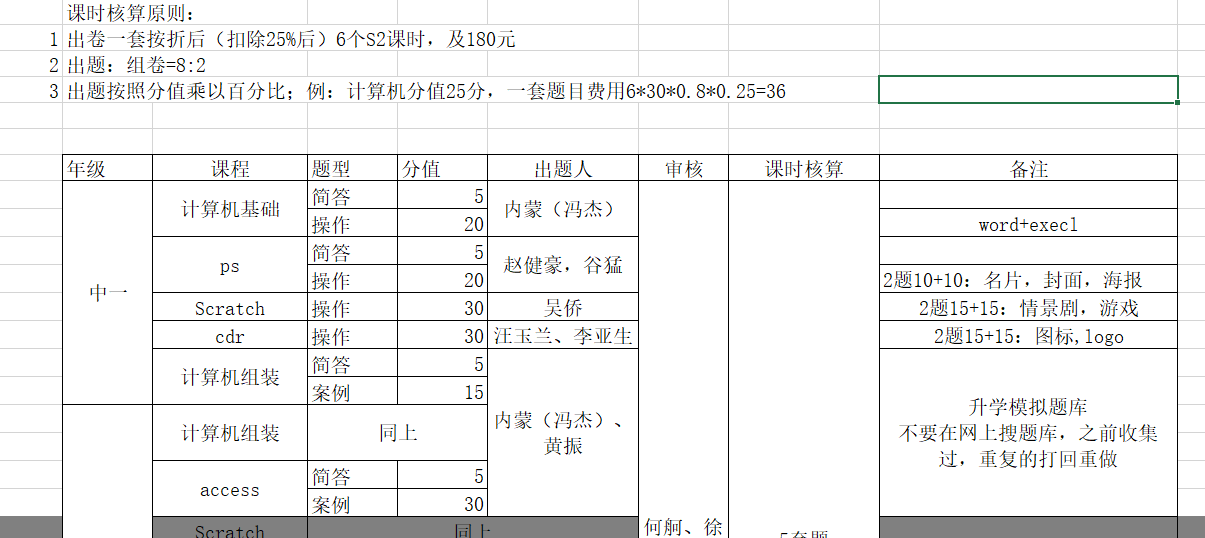 课时核算原则:
1 出卷一套按折后（扣除25%后）6个S2课时，及180元
2 出题：组卷=8:2
3 出题按照分值乘以百分比；例：计算机分值25分，一套题目费用6*30*0.8*0.25=36
年级 课程 题型 分值 出题人 审核 课时核算 备注
中一
计算机基础
简答 5
操作 20
内蒙（冯杰）
word+execl
ps
简答 5
操作 20
赵健豪，谷猛
2题10+10：名片，封面，海报
Scratch 操作 30 吴侨 2题15+15：情景剧，游戏
cdr 操作 30 汪玉兰、李亚生 2题15+15：图标,logo
计算机组装
简答 5
案例 15
计算机组装 同上
内蒙（冯杰）、
黄振
升学模拟题库
不要在网上搜题库，之前收集
过，重复的打回重做
access
简答 5
案例 30
Scratch 同上
何舸、徐
5套题